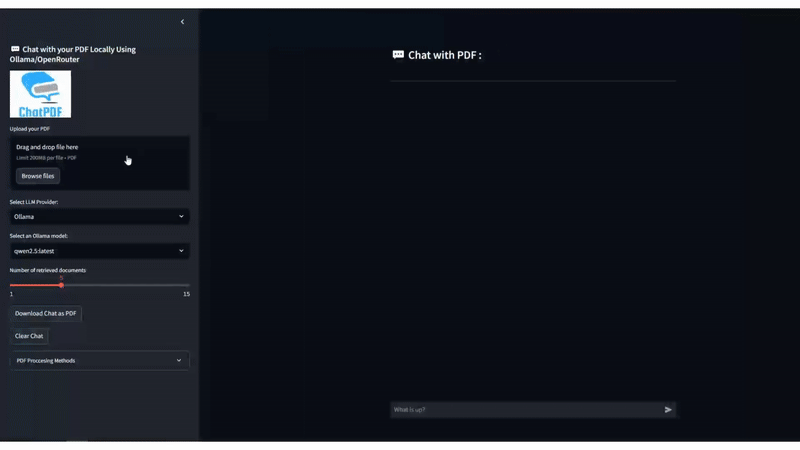 💬 Chat with your PDF Locally Using
Ollama/OpenRouter
ChatPDF
Upload your PDF
Drag and drop file here
Limit 200MB per file • PDF
Browse files
Select LLM Provider:
Ollama
Select an Ollama model:
qwen2.5:latest
Number of retrieved documents
5
1 15
Download Chat as PDF
Clear Chat
PDF Proccesing Methods
💬 Chat with PDF :
What is up?